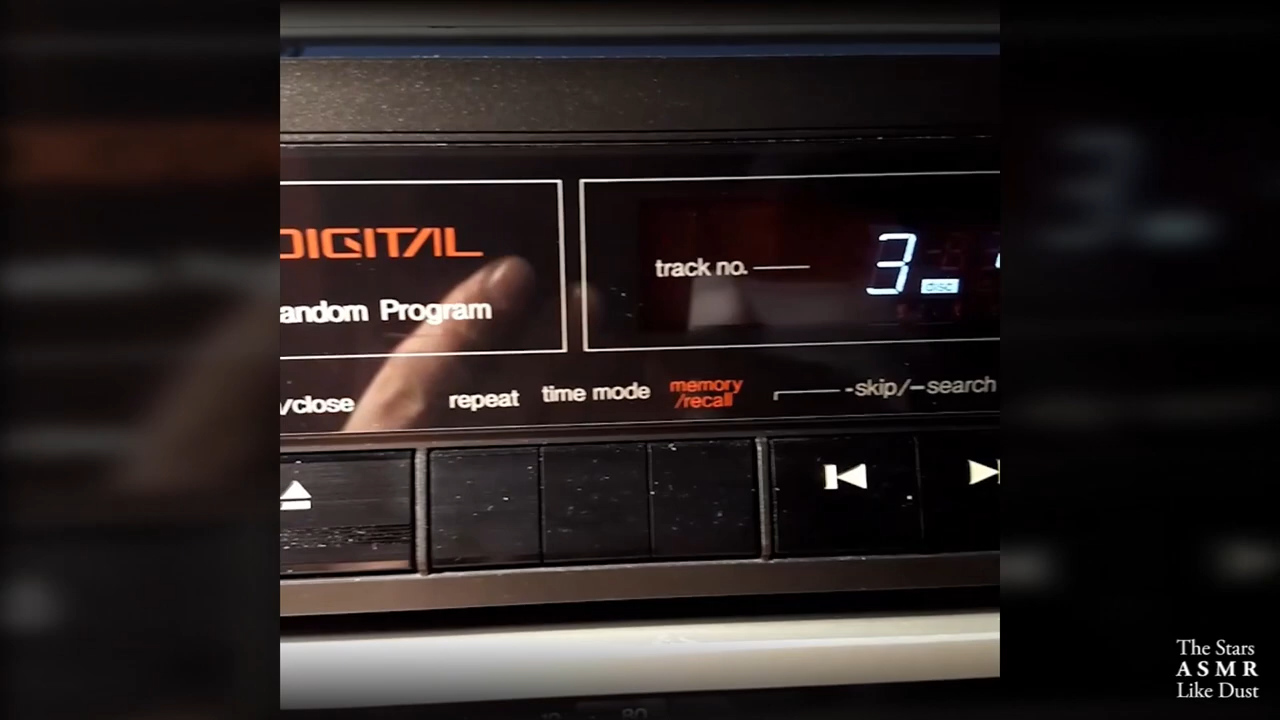 DIGITAL
andom Program
track no.
3
disc
/close
repeat
time mode
memory
/recall
-skip/-search
The Stars
ASMR
Like Dust